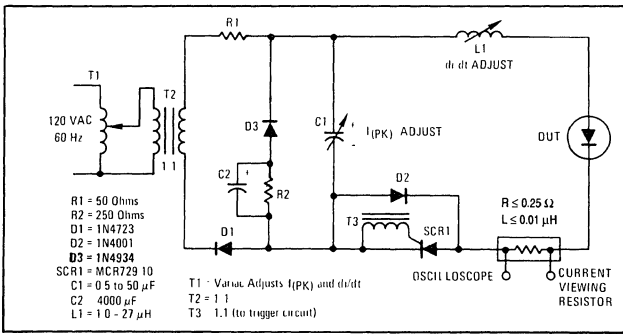 R1
L1
di/dt ADJUST
T1
T2
120 VAC
60 Hz
1 1
D3
C1
+
-
I(PK) ADJUST
DUT
C2
+
R2
D2
T3
SCR1
D1
R ≤ 0.25 Ω
L ≤ 0.01 μH
OSCILLOSCOPE
CURRENT
VIEWING
RESISTOR
R1 = 50 Ohms
R2 = 250 Ohms
D1 = 1N4723
D2 = 1N4001
D3 = 1N4934
SCR1 = MCR729 10
C1 = 0 5 to 50 μF
C2 4000 μF
L1 = 1 0 - 27 μH
T1 = Variac Adjusts I(PK) and di/dt
T2 = 1 1
T3 1.1 (to trigger circuit)